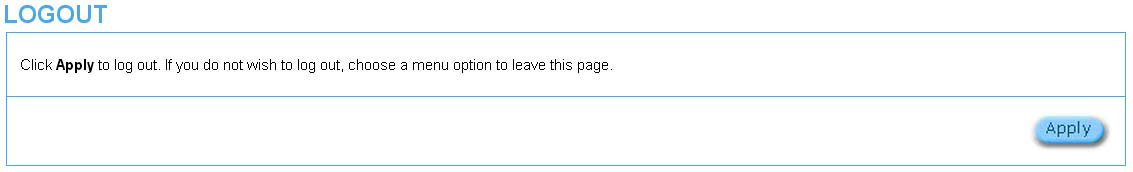 LOGOUT
Click Apply to log out. If you do not wish to log out, choose a menu option to leave this page.
Apply